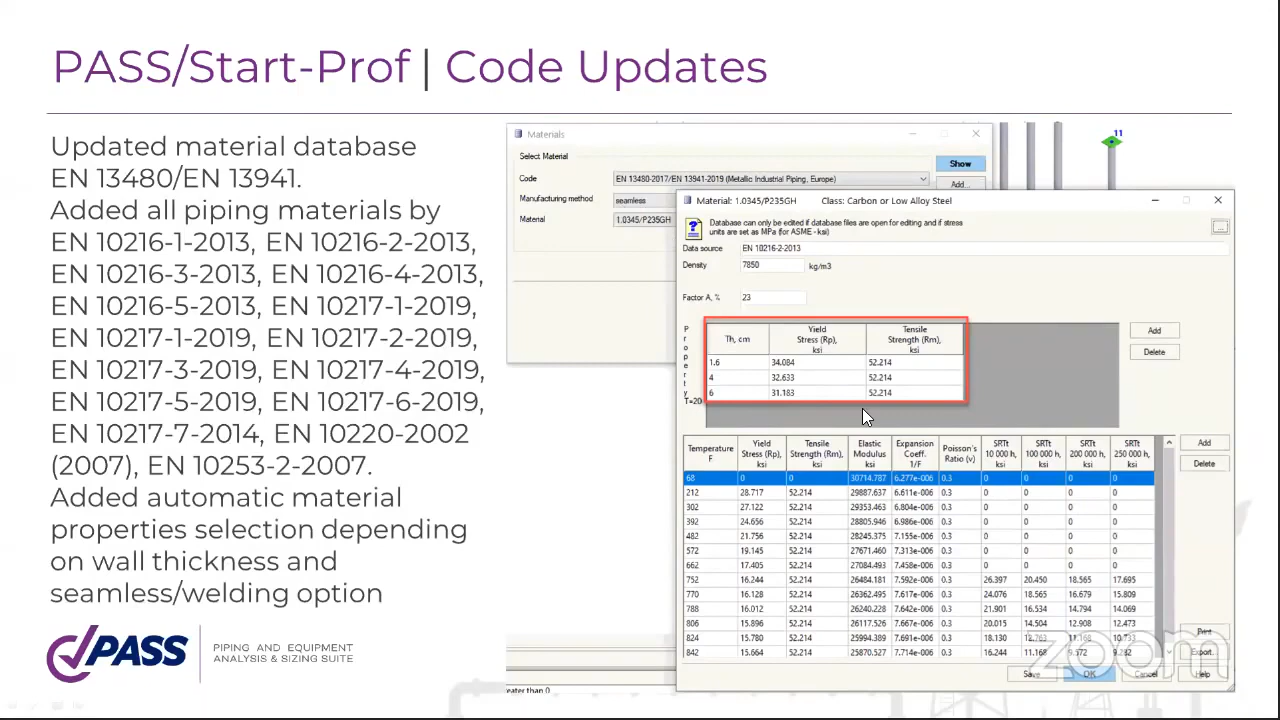 PASS/Start-Prof | Code Updates
Updated material database
EN 13480/EN 13941.
Added all piping materials by
EN 10216-1-2013, EN 10216-2-2013,
EN 10216-3-2013, EN 10216-4-2013,
EN 10216-5-2013, EN 10217-1-2019,
EN 10217-1-2019, EN 10217-2-2019,
EN 10217-3-2019, EN 10217-4-2019,
EN 10217-5-2019, EN 10217-6-2019,
EN 10217-7-2014, EN 10220-2002
(2007), EN 10253-2-2007.
Added automatic material
properties selection depending
on wall thickness and
seamless/welding option
PASS
PIPING AND EQUIPMENT
ANALYSIS & SIZING SUITE
Materials
Select Material
Show
Code EN 13480-2017/EN 13941-2019 (Metallic Industrial Piping, Europe)
Add...
Manufacturing method seamless
Material 1.0345/P235GH
11
Material: 1.0345/P235GH Class: Carbon or Low Alloy Steel
Database can only be edited if database files are open for editing and if stress
units are set as MPa (for ASME - ksi)
...
Data source EN 10216-2-2013
Density 7850 kg/m3
Factor A, % 23
Property
T=20
Th, cm Yield Stress (Rp), ksi Tensile Strength (Rm), ksi
1.6 34.084 52.214
4 32.633 52.214
6 31.183 52.214
Add
Delete
Temperature F Yield Stress (Rp), ksi Tensile Strength (Rm), ksi Elastic Modulus ksi Expansion Coeff. 1/F Poisson's Ratio (v) SRTt 10 000 h, ksi SRTt 100 000 h, ksi SRTt 200 000 h, ksi SRTt 250 000 h, ksi
68 0 0 30714.787 6.277e-006 0.3 0 0 0 0
212 28.717 52.214 29887.637 6.611e-006 0.3 0 0 0 0
302 27.122 52.214 29353.463 6.804e-006 0.3 0 0 0 0
392 24.656 52.214 28805.946 6.986e-006 0.3 0 0 0 0
482 21.756 52.214 28245.375 7.155e-006 0.3 0 0 0 0
572 19.145 52.214 27671.460 7.313e-006 0.3 0 0 0 0
662 17.405 52.214 27084.493 7.458e-006 0.3 0 0 0 0
752 16.244 52.214 26484.181 7.592e-006 0.3 26.397 20.450 18.565 17.695
770 16.128 52.214 26362.495 7.617e-006 0.3 24.076 18.565 16.679 15.809
788 16.012 52.214 26240.228 7.642e-006 0.3 21.901 16.534 14.794 14.069
806 15.896 52.214 26117.526 7.667e-006 0.3 20.015 14.504 12.908 12.473
824 15.780 52.214 25994.389 7.691e-006 0.3 18.130 12.763 11.168 10.733
842 15.664 52.214 25870.527 7.714e-006 0.3 16.244 11.168 9.572 9.282
Add
Delete
Print
Export..
Save
OK
Cancel
Help
eater than 0
zoom